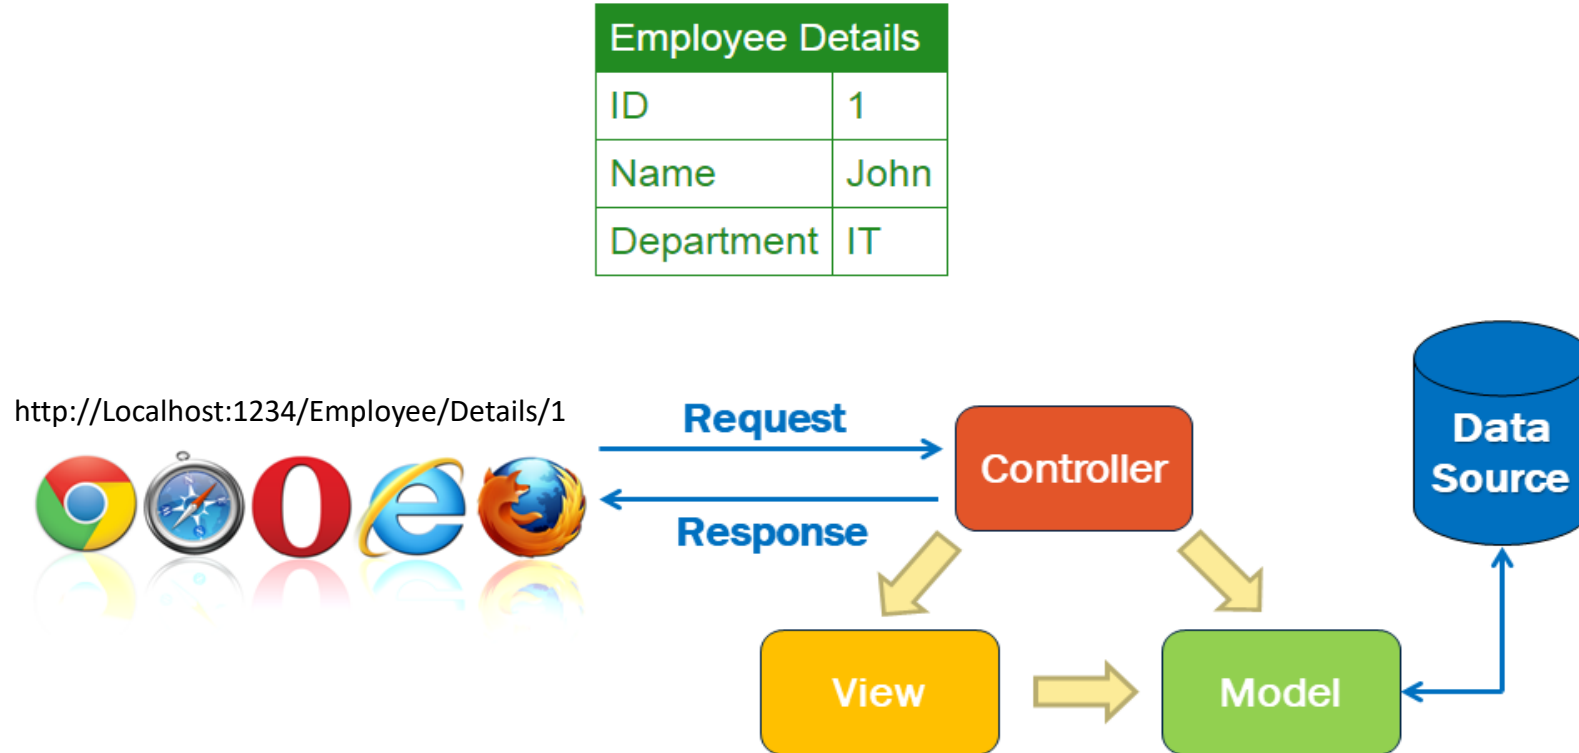 Employee Details
ID 1
Name John
Department IT
http://Localhost:1234/Employee/Details/1
Request
Response
Controller
Data
Source
View
Model